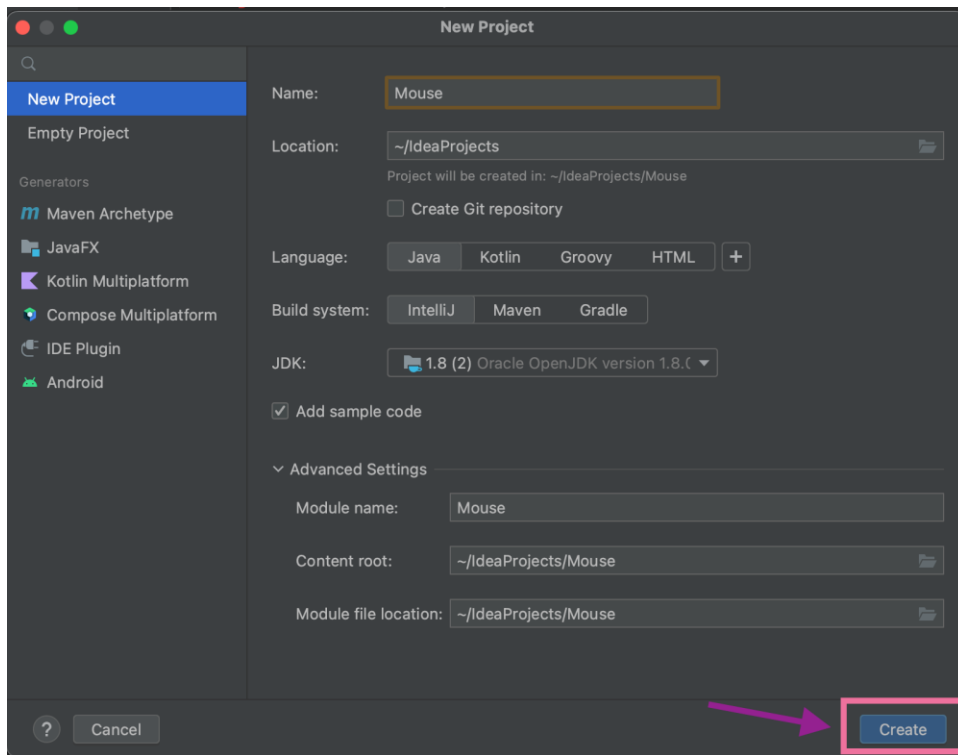 New Project
New Project
Empty Project
Generators
Maven Archetype
JavaFX
Kotlin Multiplatform
Compose Multiplatform
IDE Plugin
Android
Name: Mouse
Location: ~/IdeaProjects
Project will be created in: ~/IdeaProjects/Mouse
Create Git repository
Language: Java Kotlin Groovy HTML +
Build system: IntelliJ Maven Gradle
JDK: 1.8 (2) Oracle OpenJDK version 1.8.
Add sample code
Advanced Settings
Module name: Mouse
Content root: ~/IdeaProjects/Mouse
Module file location: ~/IdeaProjects/Mouse
? Cancel Create